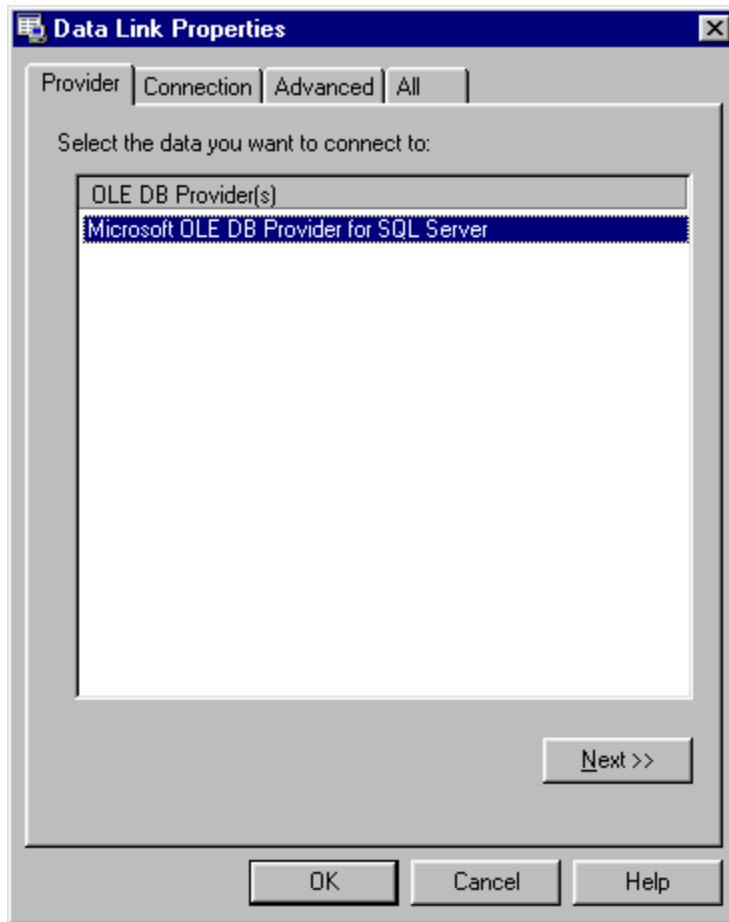 Data Link Properties
Provider Connection Advanced All
Select the data you want to connect to:
OLE DB Provider(s)
Microsoft OLE DB Provider for SQL Server
Next >>
OK Cancel Help